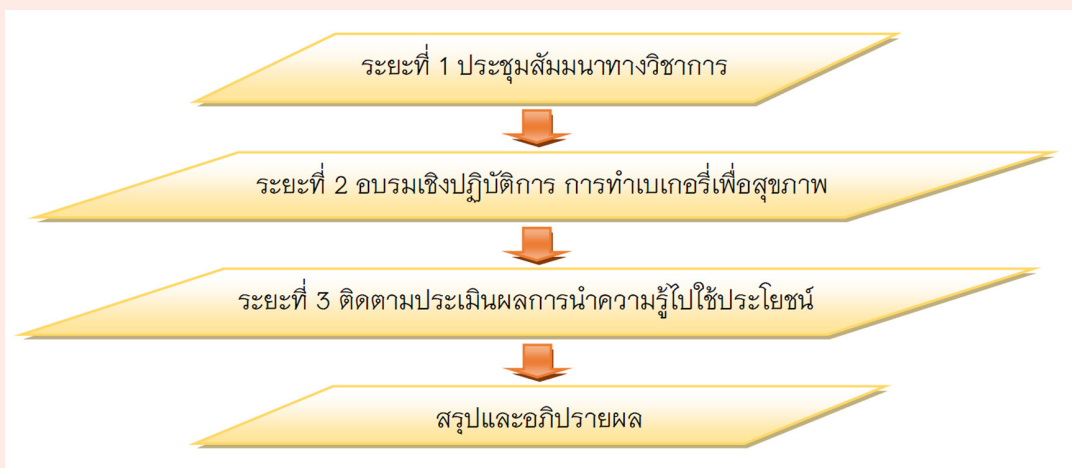 ระยะที่ 1 ประชุมสัมมนาทางวิชาการ
ระยะที่ 2 อบรมเชิงปฏิบัติการ การทำเบเกอรี่เพื่อสุขภาพ
ระยะที่ 3 ติดตามประเมินผลการนำความรู้ไปใช้ประโยชน์
สรุปและอภิปรายผล